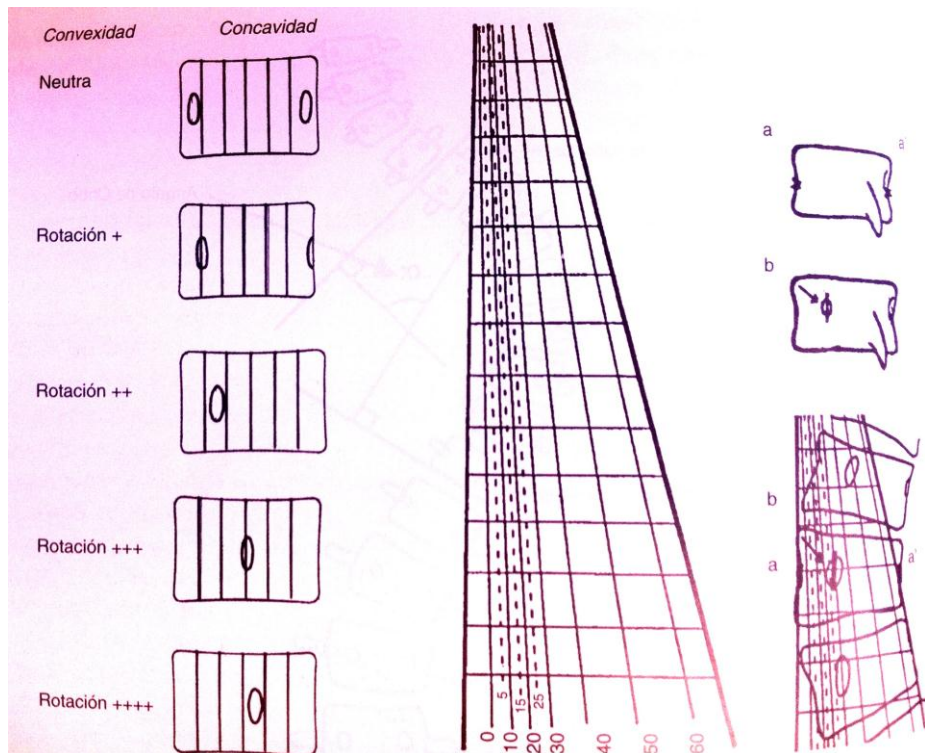 Convexidad Concavidad
Neutra
Rotación +
Rotación ++
Rotación +++
Rotación ++++
0 5 10 15 20 25 30 40 50 60
a a'
b
b
a a'